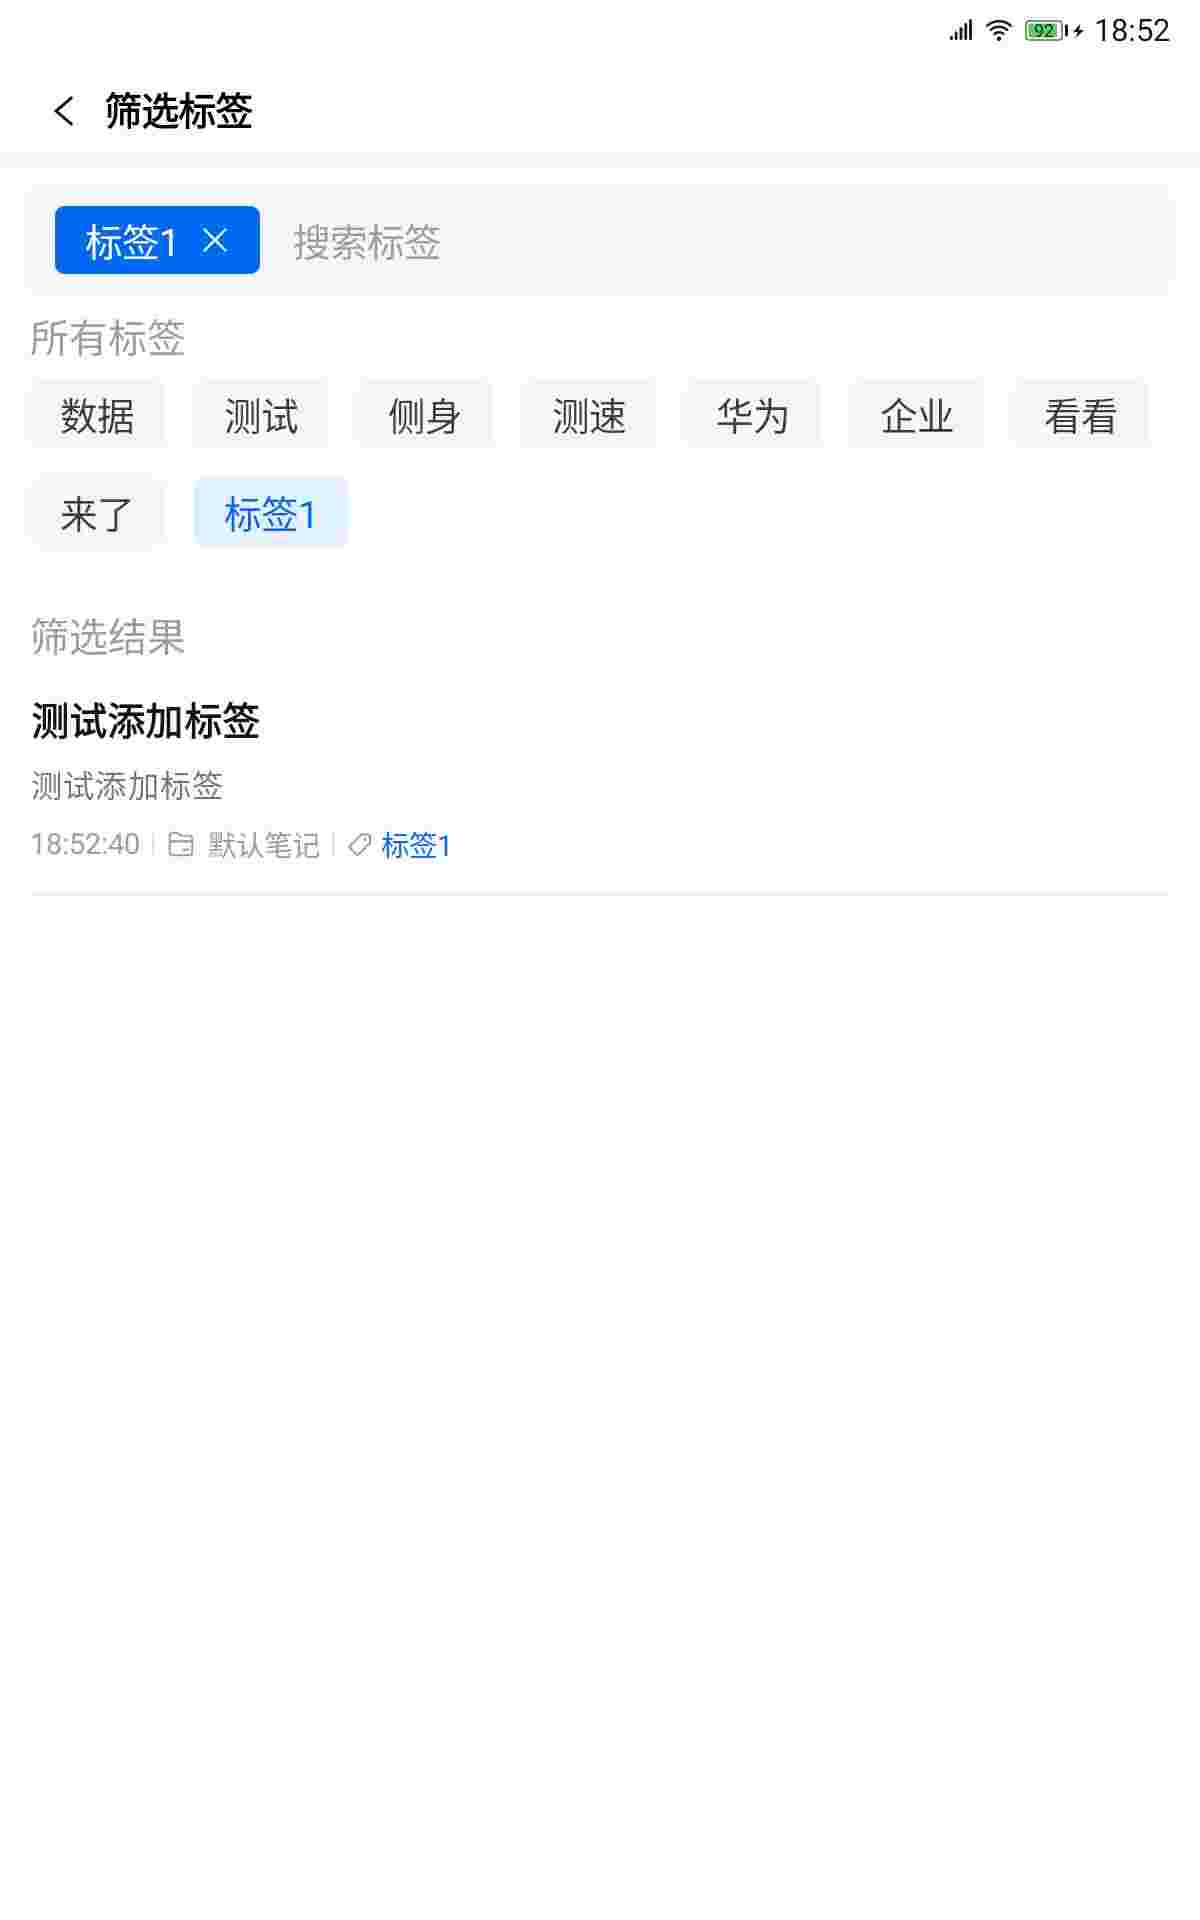 92 18:52
筛选标签
标签1 搜索标签
所有标签
数据 测试 侧身 测速 华为 企业 看看
来了 标签1
筛选结果
测试添加标签
测试添加标签
18:52:40 默认笔记 标签1